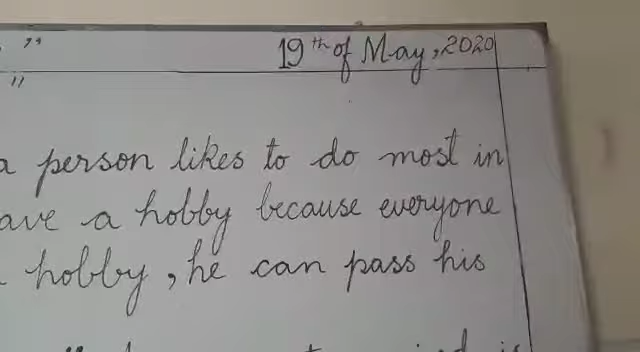 19th of May, 2020
a person likes to do most in
ave a hobby because everyone
hobby, he can pass his